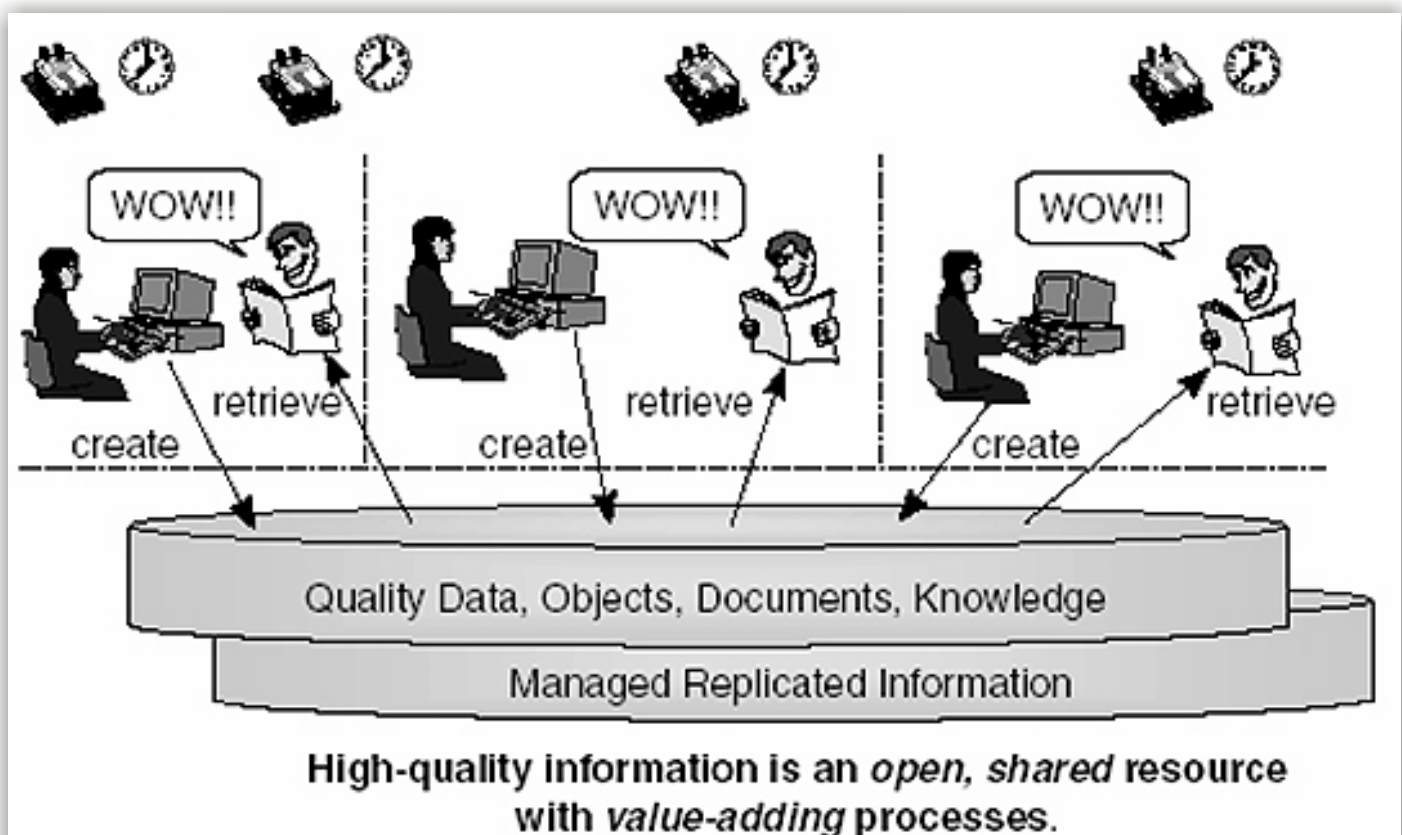 WOW!!
WOW!!
WOW!!
retrieve
retrieve
retrieve
create
create
create
Quality Data, Objects, Documents, Knowledge
Managed Replicated Information
High-quality information is an open, shared resource
with value-adding processes.